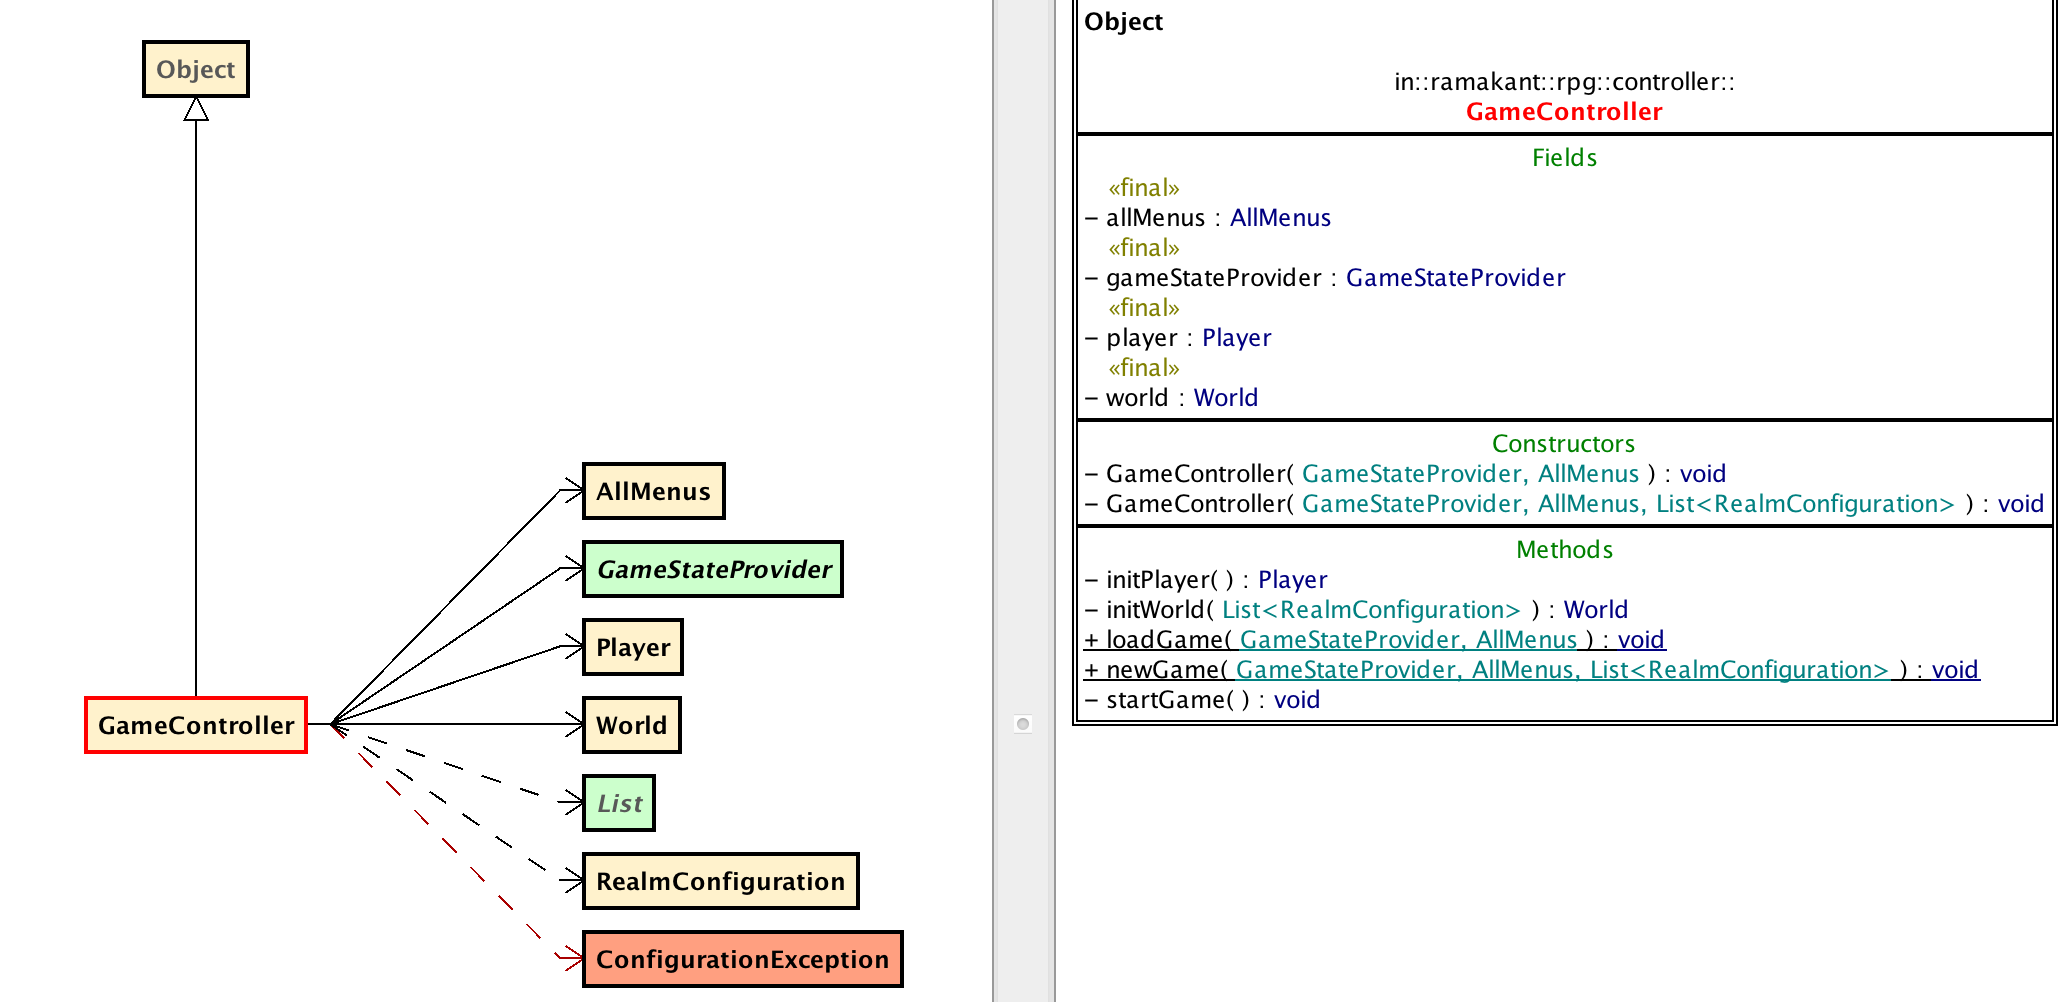 Object
AllMenus
GameStateProvider
Player
GameController
World
List
RealmConfiguration
ConfigurationException
Object
in::ramakant::rpg::controller::
GameController
Fields
«final»
− allMenus : AllMenus
«final»
− gameStateProvider : GameStateProvider
«final»
− player : Player
«final»
− world : World
Constructors
− GameController( GameStateProvider, AllMenus ) : void
− GameController( GameStateProvider, AllMenus, List<RealmConfiguration> ) : void
Methods
− initPlayer( ) : Player
− initWorld( List<RealmConfiguration> ) : World
+ loadGame( GameStateProvider, AllMenus ) : void
+ newGame( GameStateProvider, AllMenus, List<RealmConfiguration> ) : void
− startGame( ) : void